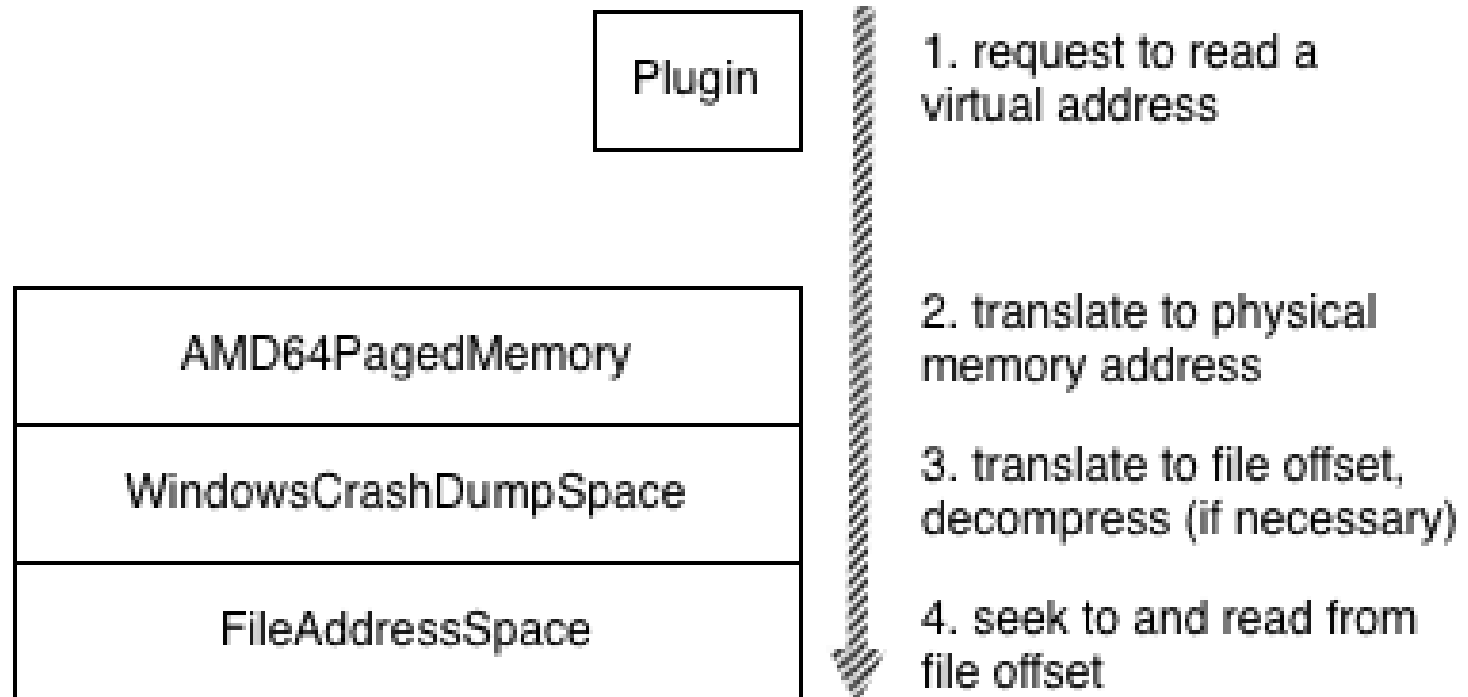 Plugin
1. request to read a
virtual address
AMD64PagedMemory
2. translate to physical
memory address
WindowsCrashDumpSpace
3. translate to file offset,
decompress (if necessary)
FileAddressSpace
4. seek to and read from
file offset